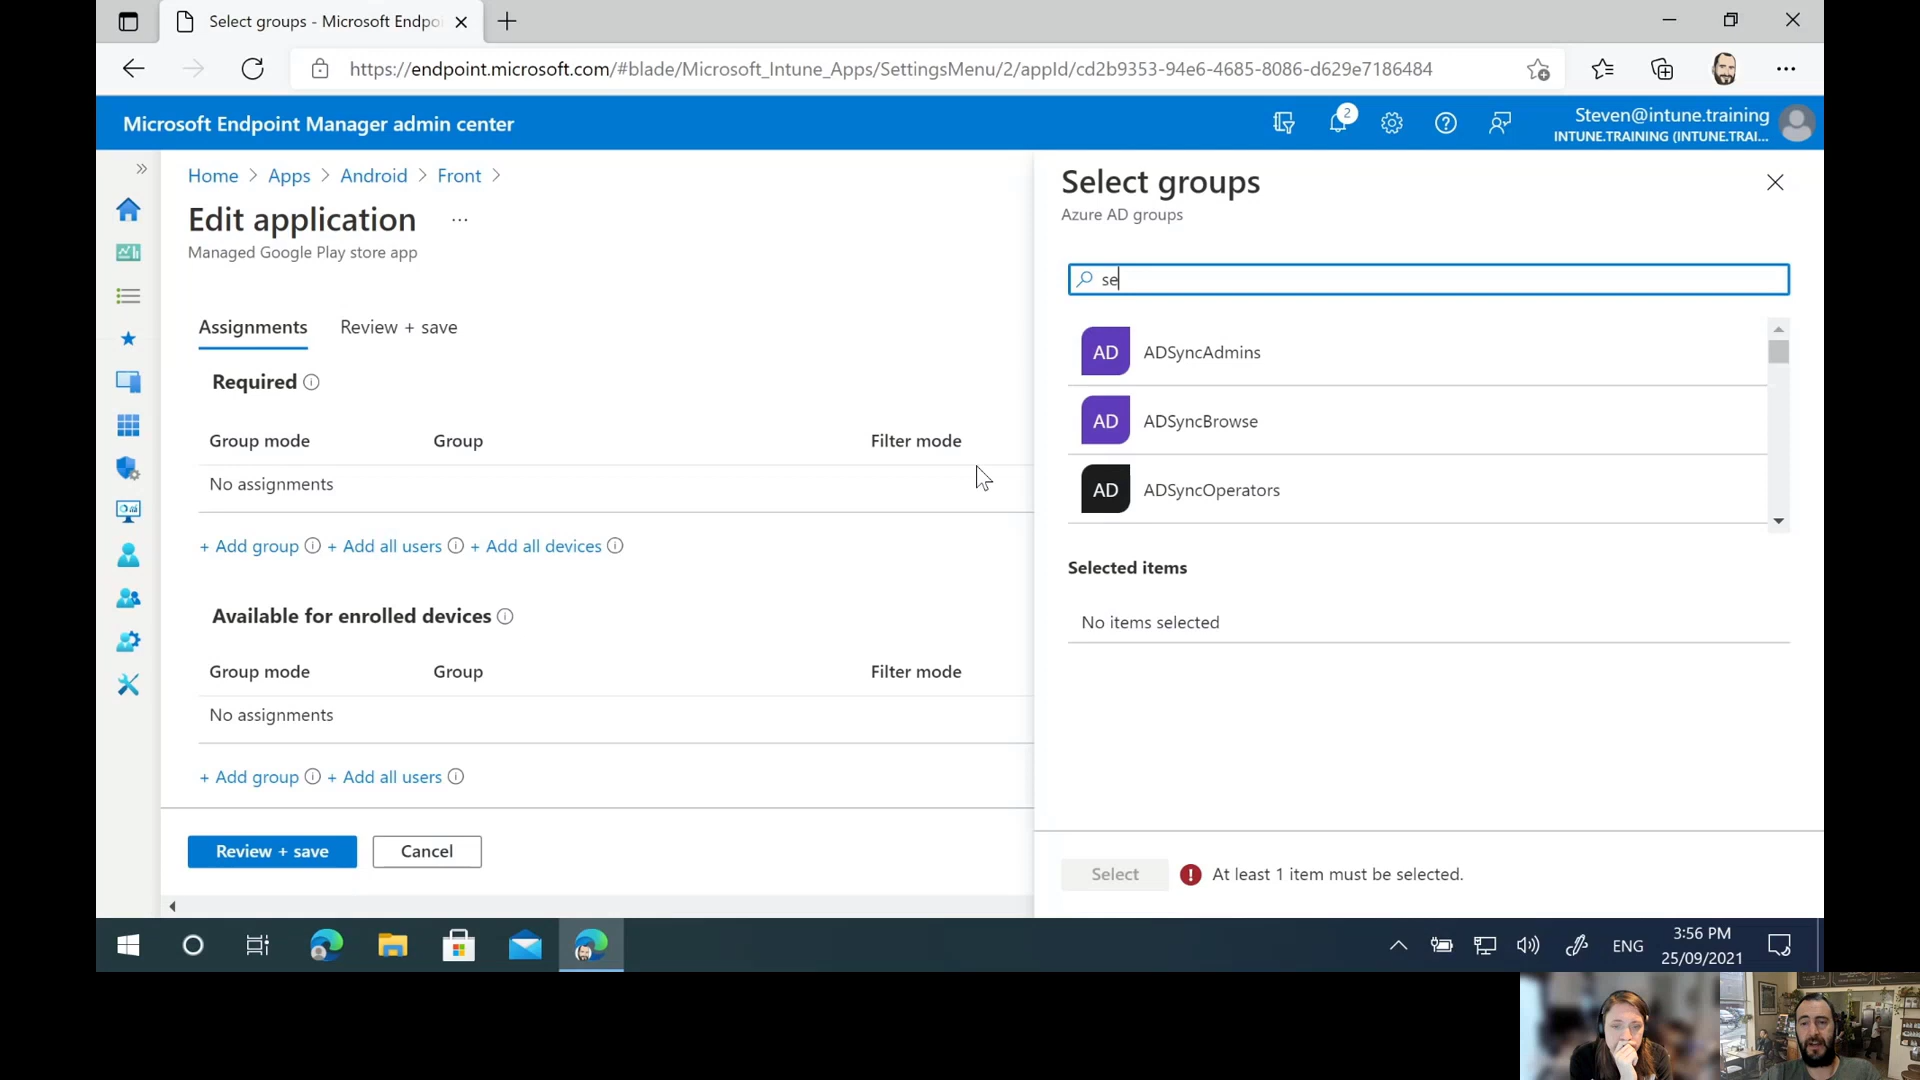 Select groups - Microsoft Endpoi
https://endpoint.microsoft.com/#blade/Microsoft_Intune_Apps/SettingsMenu/2/appId/cd2b9353-94e6-4685-8086-d629e7186484
Microsoft Endpoint Manager admin center
2
Steven@intune.training
INTUNE.TRAINING (INTUNE.TRAI...
Home > Apps > Android > Front >
Edit application ...
Managed Google Play store app
Assignments
Review + save
Required
Group mode
Group
Filter mode
No assignments
+ Add group + Add all users + Add all devices
Available for enrolled devices
Group mode
Group
Filter mode
No assignments
+ Add group + Add all users
Review + save
Cancel
Select groups
Azure AD groups
se
AD ADSyncAdmins
AD ADSyncBrowse
AD ADSyncOperators
Selected items
No items selected
Select
At least 1 item must be selected.
ENG
3:56 PM
25/09/2021